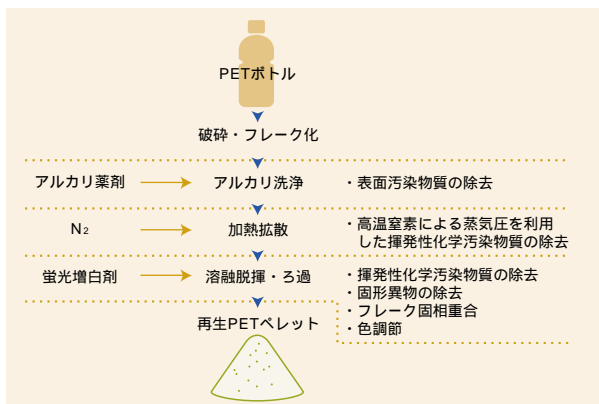 PETボトル
破砕・フレーク化
アルカリ薬剤
アルカリ洗浄
・表面汚染物質の除去
N₂
加熱拡散
・高温窒素による蒸気圧を利用
した揮発性化学汚染物質の除去
蛍光増白剤
溶融脱揮・ろ過
・揮発性化学汚染物質の除去
・固形異物の除去
・フレーク固相重合
・色調節
再生PETペレット